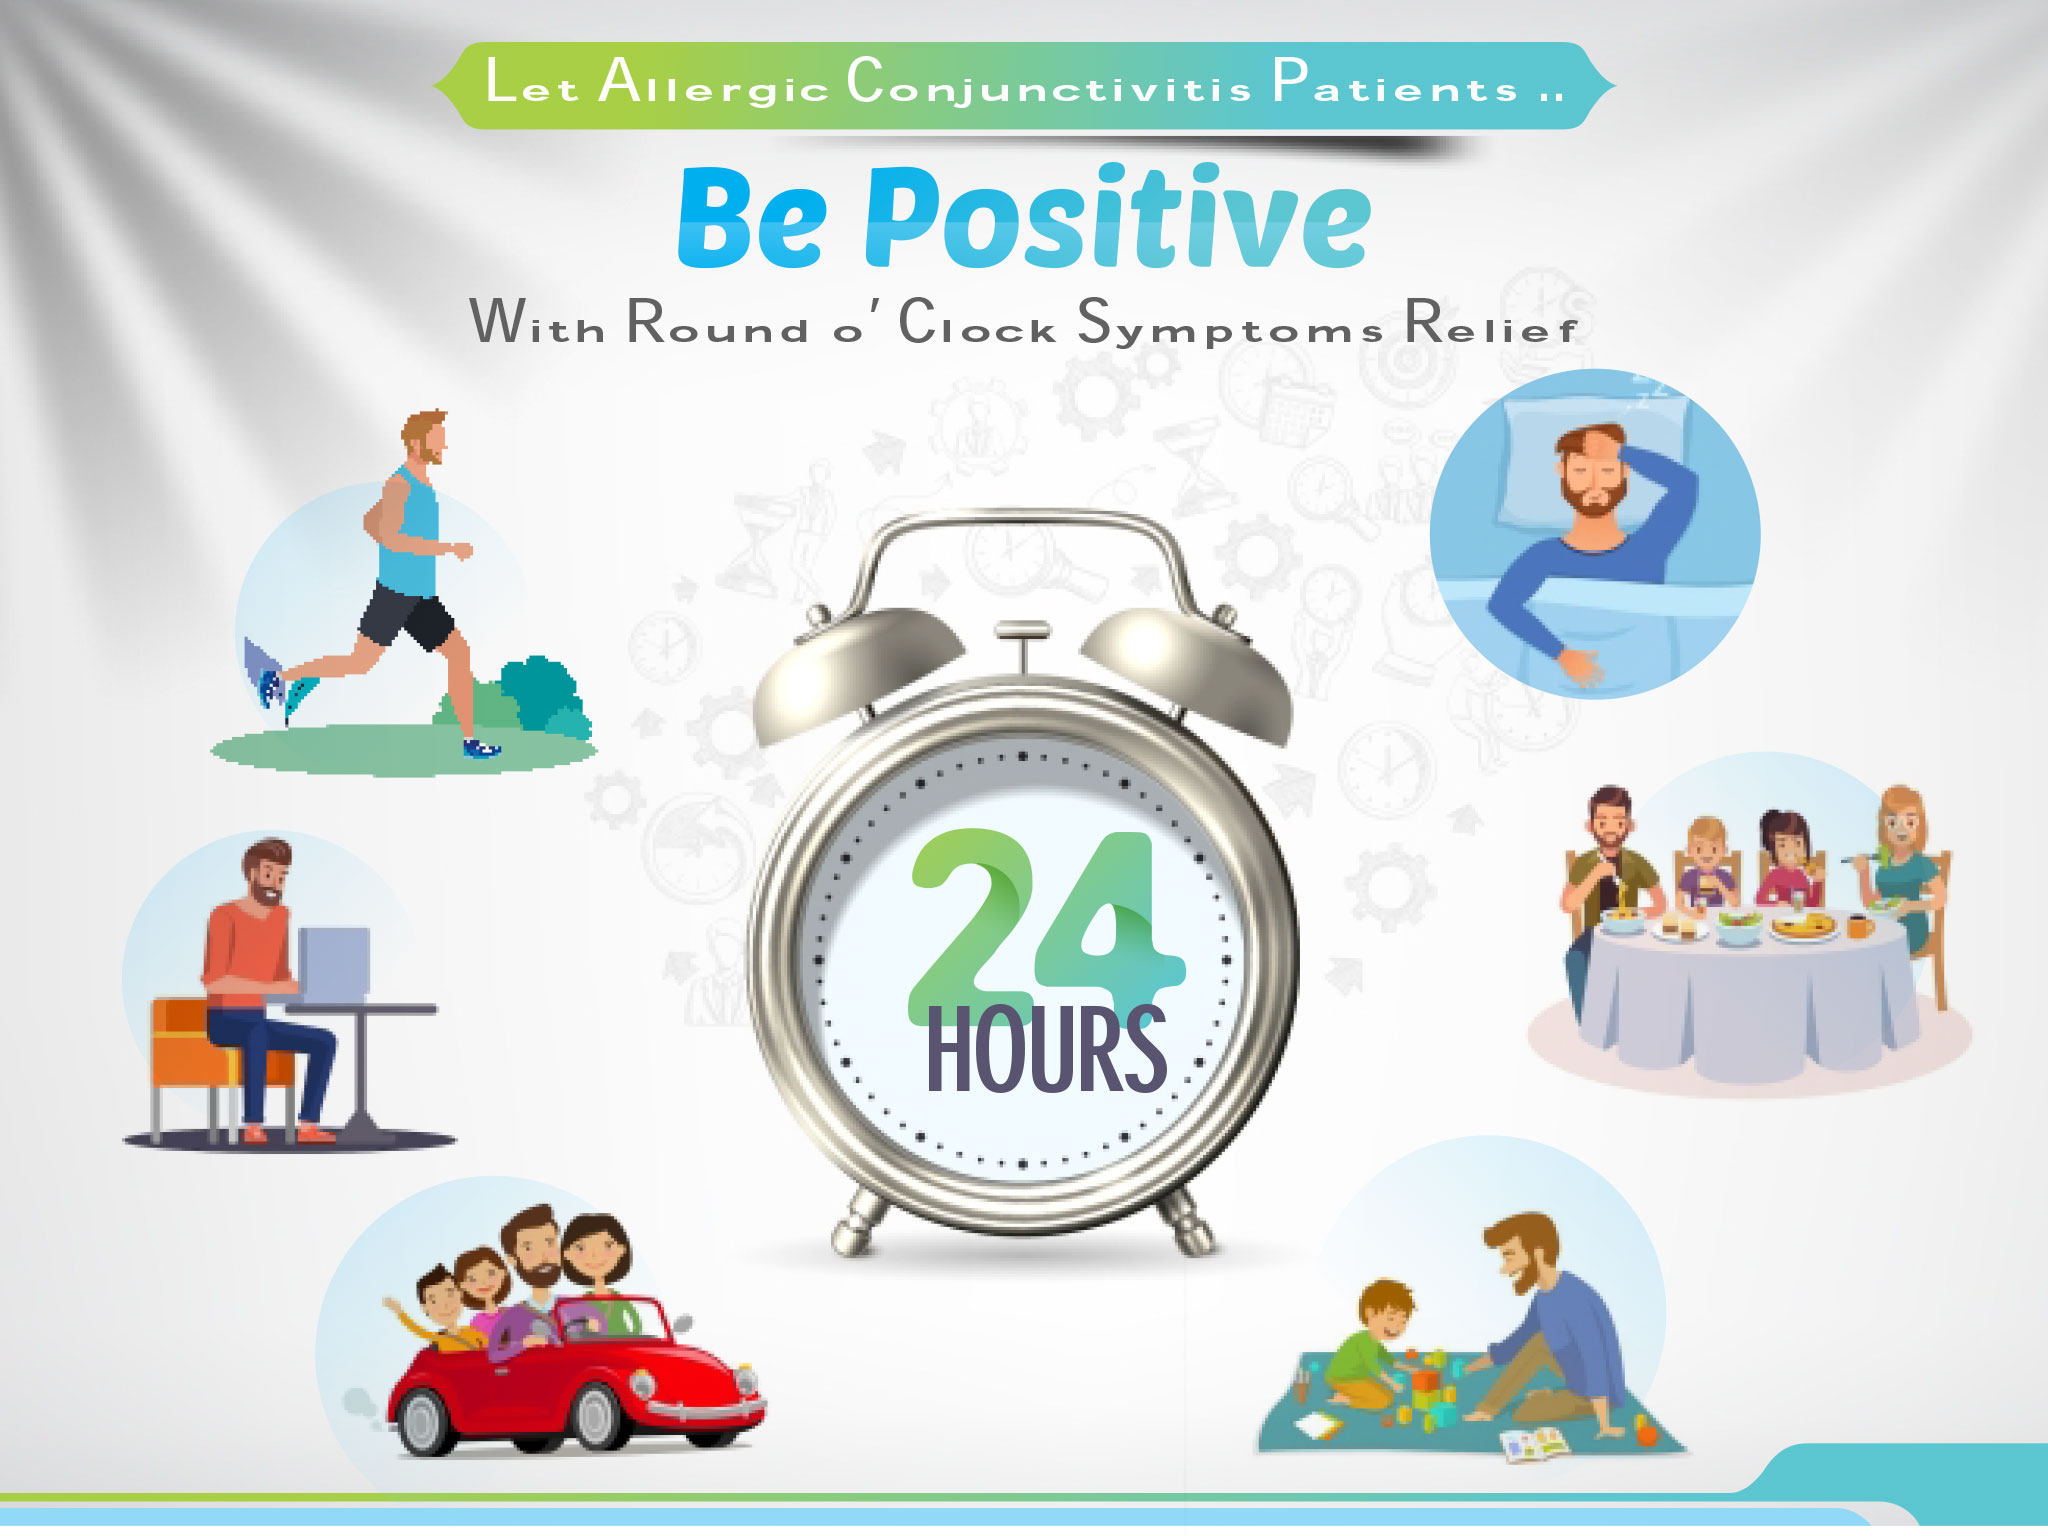 Let Allergic Conjunctivitis Patients ..
Be Positive
With Round o' Clock Symptoms Relief
24
HOURS